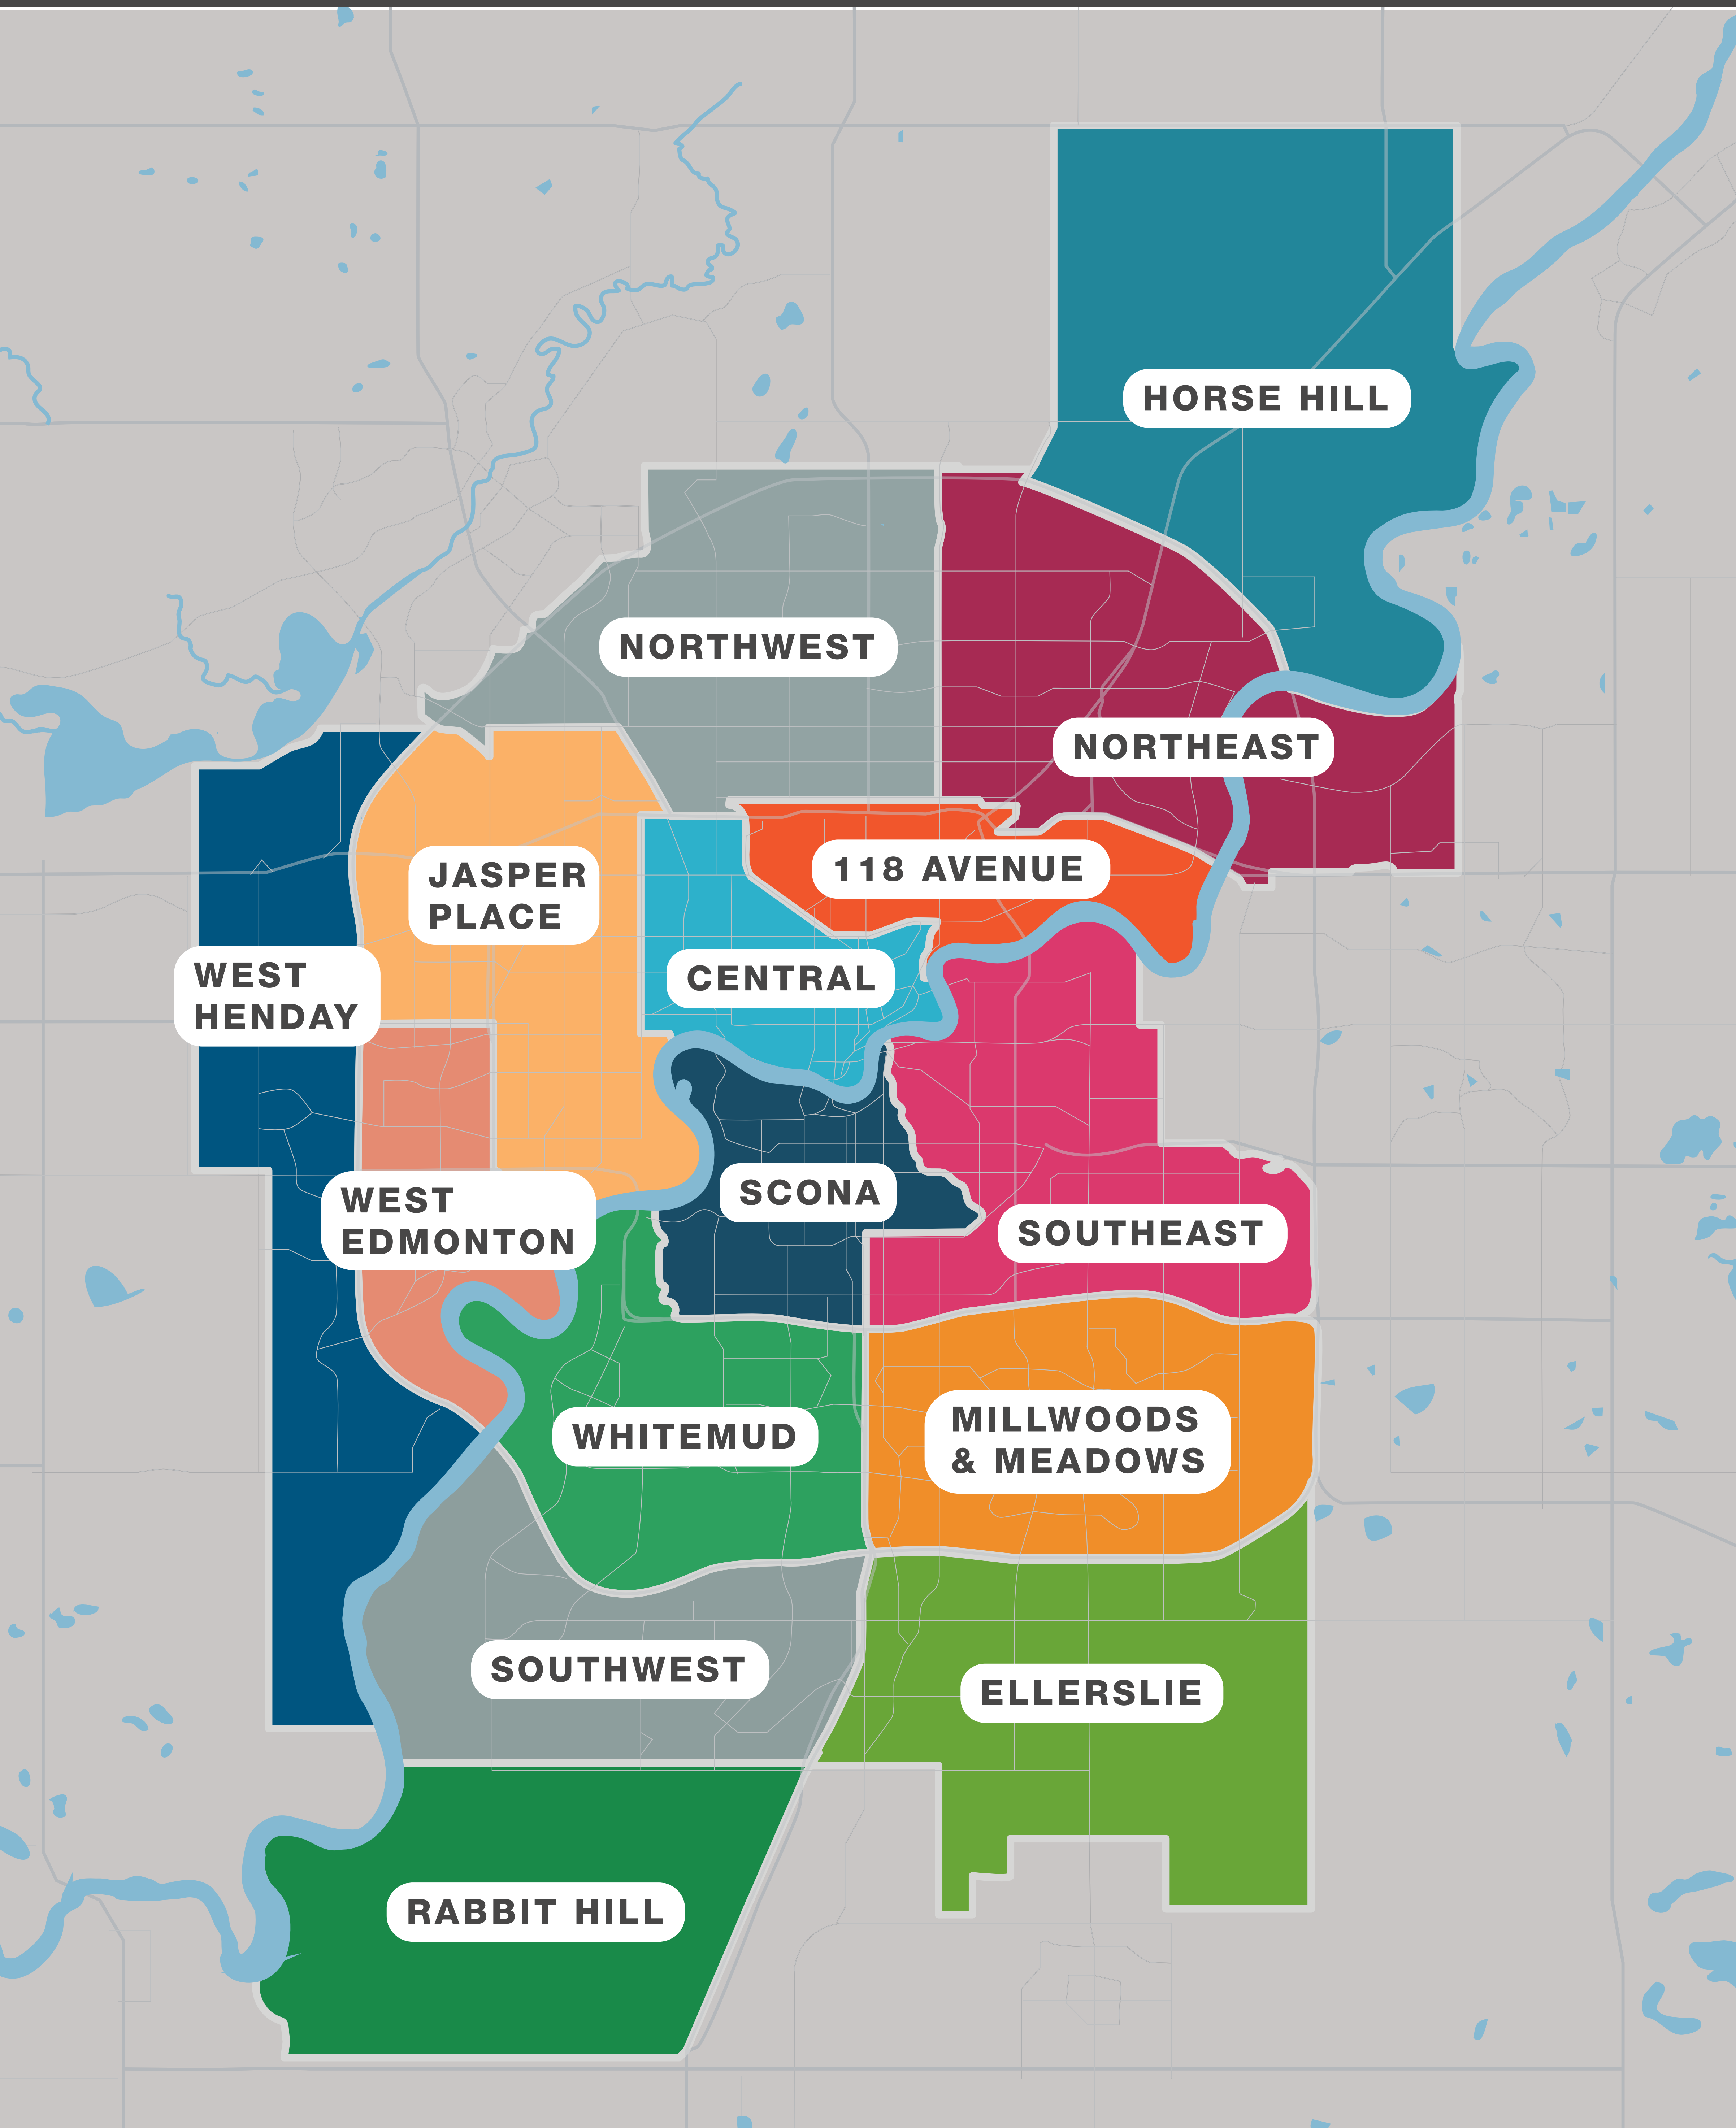 HORSE HILL
NORTHWEST
NORTHEAST
118 AVENUE
JASPER
PLACE
CENTRAL
WEST
HENDAY
SCONA
WEST
EDMONTON
SOUTHEAST
WHITEMUD
MILLWOODS
& MEADOWS
SOUTHWEST
ELLERSLIE
RABBIT HILL